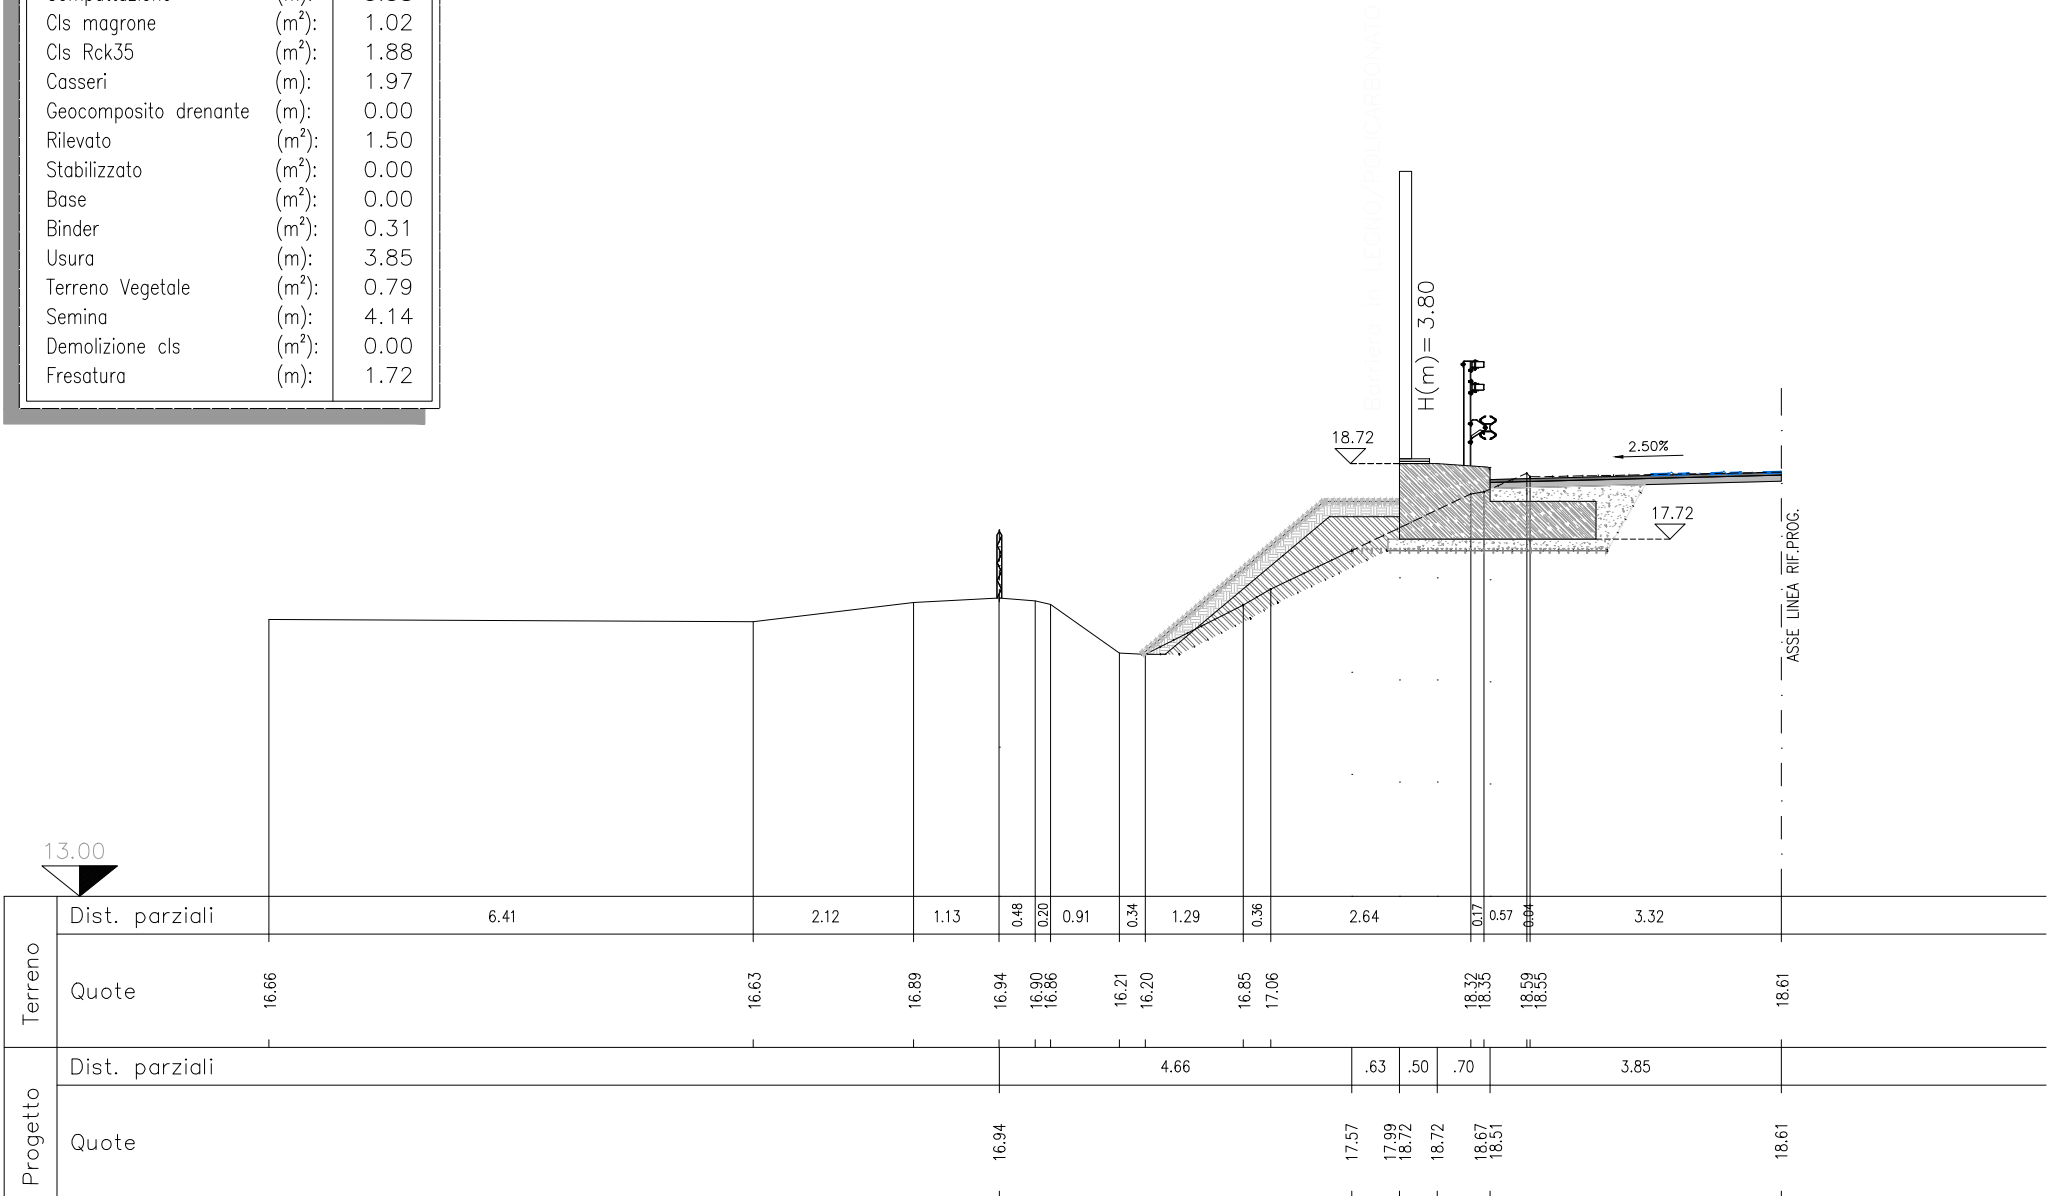 Cls magrone (m²): 1.02
Cls Rck35 (m²): 1.88
Casseri (m): 1.97
Geocomposito drenante (m): 0.00
Rilevato (m²): 1.50
Stabilizzato (m²): 0.00
Base (m²): 0.00
Binder (m²): 0.31
Usura (m): 3.85
Terreno Vegetale (m²): 0.79
Semina (m): 4.14
Demolizione cls (m²): 0.00
Fresatura (m): 1.72
Barriera in LEGNO/POLICARBONATO
H(m)= 3.80
18.72
2.50%
17.72
ASSE LINEA RIF.PROG.
13.00
Terreno
Dist. parziali 6.41 2.12 1.13 0.48 0.20 0.91 0.34 1.29 0.36 2.64 0.17 0.57 0.04 3.32
Quote 16.66 16.63 16.89 16.94 16.90 16.86 16.21 16.20 16.85 17.06 18.32 18.35 18.59 18.55 18.61
Progetto
Dist. parziali 4.66 .63 .50 .70 3.85
Quote 16.94 17.57 17.99 18.72 18.72 18.67 18.51 18.61